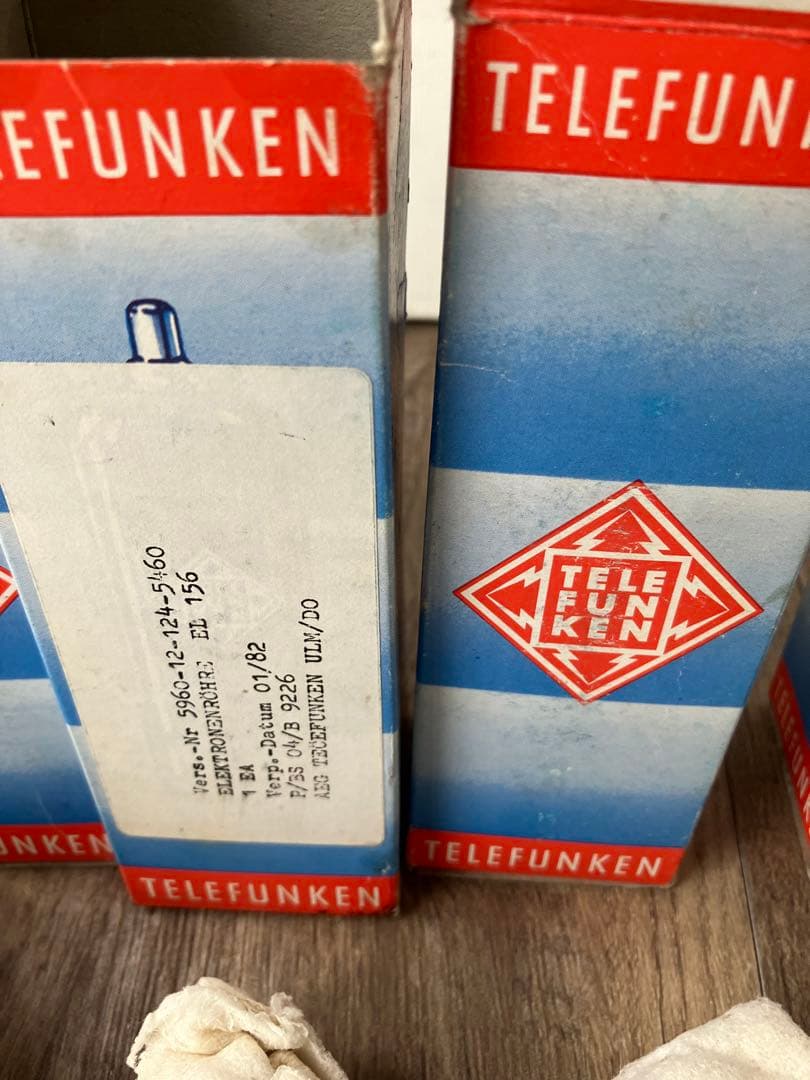 EFUNKEN
TELEFUN
Vers.-Nr 5960-12-124-5460
ELEKTRONENRÖHRE EL 156
1 EA
Verp.-Datum 01/82
P/BS 04/B 9226
AEG TECEFUNKEN ULM/DO
TELE
FUN
KEN
UNKEN
TELEFUNKEN
TELEFUNKEN